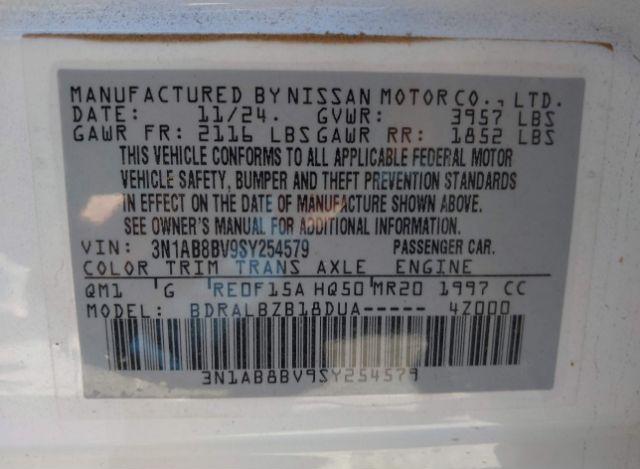 MANUFACTURED BY NISSAN MOTOR CO., LTD.
DATE: 11/24. GVWR: 3957 LBS
GAWR FR: 2116 LBS GAWR RR: 1852 LBS
THIS VEHICLE CONFORMS TO ALL APPLICABLE FEDERAL MOTOR
VEHICLE SAFETY, BUMPER AND THEFT PREVENTION STANDARDS
IN EFFECT ON THE DATE OF MANUFACTURE SHOWN ABOVE.
SEE OWNER'S MANUAL FOR ADDITIONAL INFORMATION.
VIN: 3N1AB8BV9SY254579 PASSENGER CAR.
COLOR TRIM TRANS AXLE ENGINE
QM1 G RE0F15A HQ50 MR20 1997 CC
MODEL: BDRALBZB18DUA----- 4Z000
3N1AB8BV9SY254579